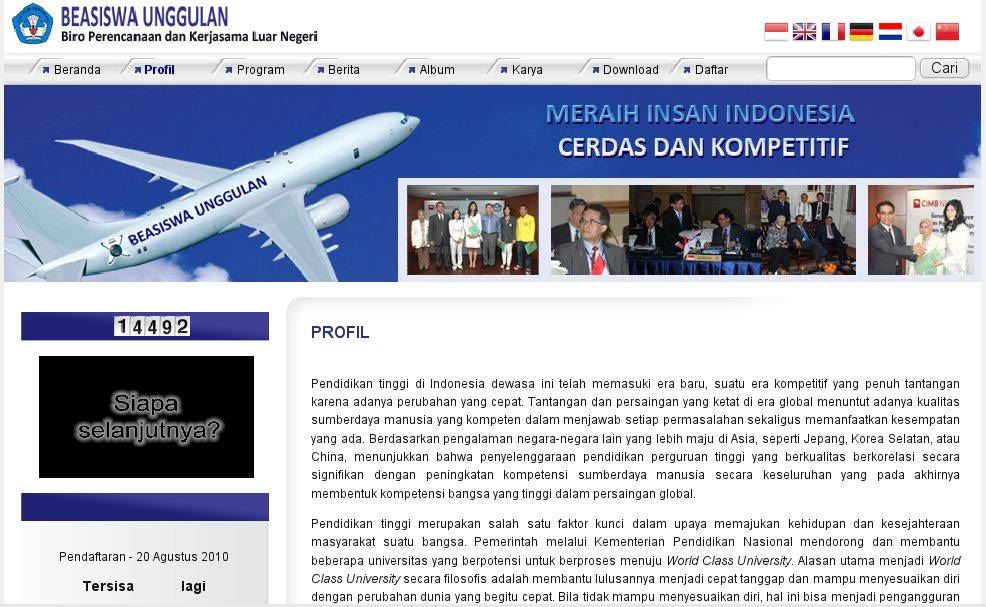 BEASISWA UNGGULAN
Biro Perencanaan dan Kerjasama Luar Negeri
Beranda Profil Program Berita Album Karya Download Daftar Cari
MERAIH INSAN INDONESIA
CERDAS DAN KOMPETITIF
BEASISWA UNGGULAN
CIMB NI
14492
PROFIL
Siapa
selanjutnya?
Pendidikan tinggi di Indonesia dewasa ini telah memasuki era baru, suatu era kompetitif yang penuh tantangan
karena adanya perubahan yang cepat. Tantangan dan persaingan yang ketat di era global menuntut adanya kualitas
sumberdaya manusia yang kompeten dalam menjawab setiap permasalahan sekaligus memanfaatkan kesempatan
yang ada. Berdasarkan pengalaman negara-negara lain yang lebih maju di Asia, seperti Jepang, Korea Selatan, atau
China, menunjukkan bahwa penyelenggaraan pendidikan perguruan tinggi yang berkualitas berkorelasi secara
signifikan dengan peningkatan kompetensi sumberdaya manusia secara keseluruhan yang pada akhirnya
membentuk kompetensi bangsa yang tinggi dalam persaingan global.
Pendidikan tinggi merupakan salah satu faktor kunci dalam upaya memajukan kehidupan dan kesejahteraan
masyarakat suatu bangsa. Pemerintah melalui Kementerian Pendidikan Nasional mendorong dan membantu
beberapa universitas yang berpotensi untuk berproses menuju World Class University. Alasan utama menjadi World
Class University secara filosofis adalah membantu lulusannya menjadi cepat tanggap dan mampu menyesuaikan diri
dengan perubahan dunia yang begitu cepat. Bila tidak mampu menyesuaikan diri, hal ini bisa menjadi pengangguran
Pendaftaran - 20 Agustus 2010
Tersisa lagi